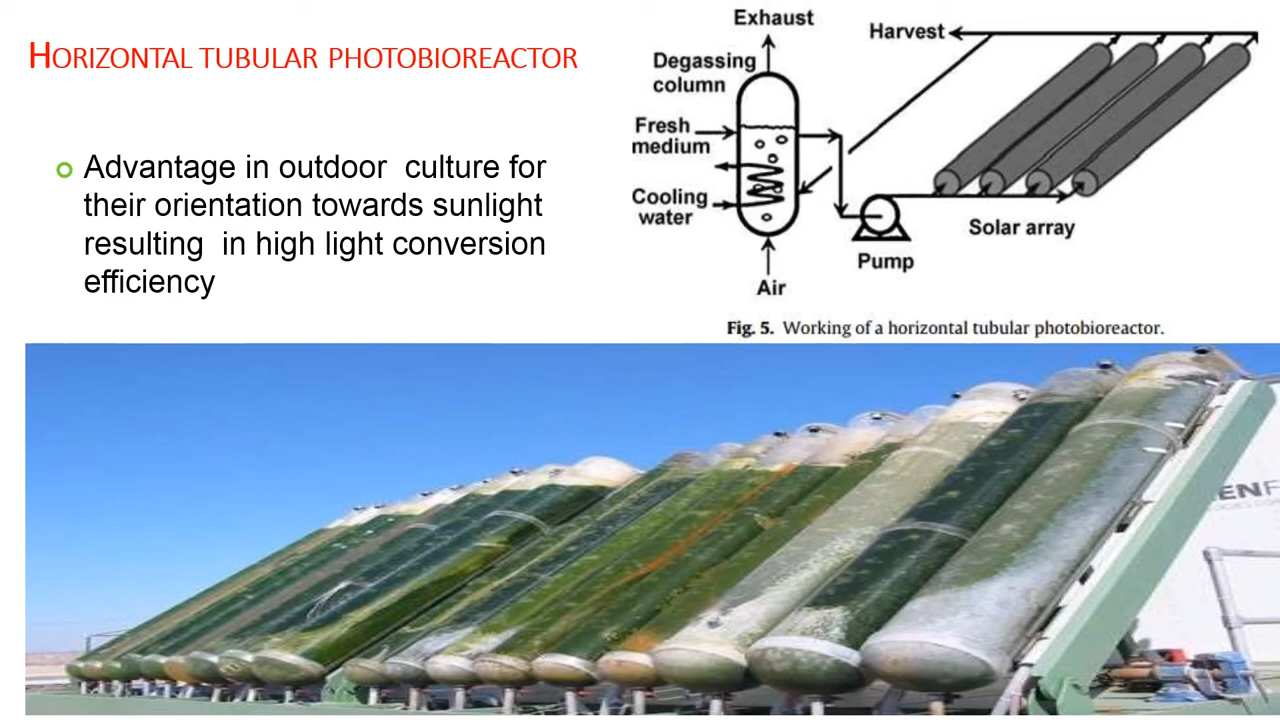 HORIZONTAL TUBULAR PHOTOBIOREACTOR
Advantage in outdoor culture for
their orientation towards sunlight
resulting in high light conversion
efficiency
Exhaust
Harvest
Degassing
column
Fresh
medium
Cooling
water
Solar array
Pump
Air
Fig. 5. Working of a horizontal tubular photobioreactor.
ENF